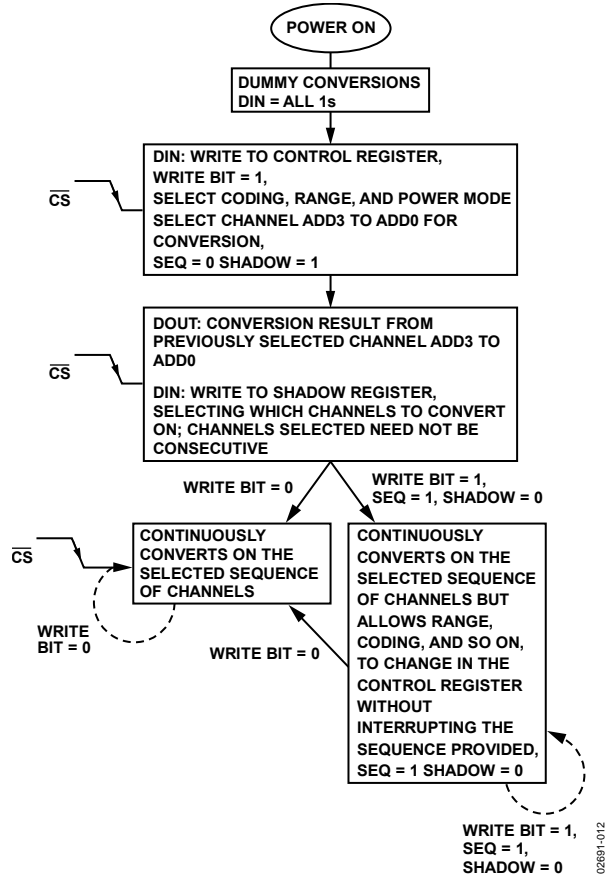 POWER ON
DUMMY CONVERSIONS
DIN = ALL 1s
CS
DIN: WRITE TO CONTROL REGISTER,
WRITE BIT = 1,
SELECT CODING, RANGE, AND POWER MODE
SELECT CHANNEL ADD3 TO ADD0 FOR
CONVERSION,
SEQ = 0 SHADOW = 1
CS
DOUT: CONVERSION RESULT FROM
PREVIOUSLY SELECTED CHANNEL ADD3 TO
ADD0
DIN: WRITE TO SHADOW REGISTER,
SELECTING WHICH CHANNELS TO CONVERT
ON; CHANNELS SELECTED NEED NOT BE
CONSECUTIVE
WRITE BIT = 0
WRITE BIT = 1,
SEQ = 1, SHADOW = 0
CS
CONTINUOUSLY
CONVERTS ON THE
SELECTED SEQUENCE
OF CHANNELS
WRITE
BIT = 0
WRITE BIT = 0
CONTINUOUSLY
CONVERTS ON THE
SELECTED SEQUENCE
OF CHANNELS BUT
ALLOWS RANGE,
CODING, AND SO ON,
TO CHANGE IN THE
CONTROL REGISTER
WITHOUT
INTERRUPTING THE
SEQUENCE PROVIDED,
SEQ = 1 SHADOW = 0
WRITE BIT = 1,
SEQ = 1,
SHADOW = 0
02691-012